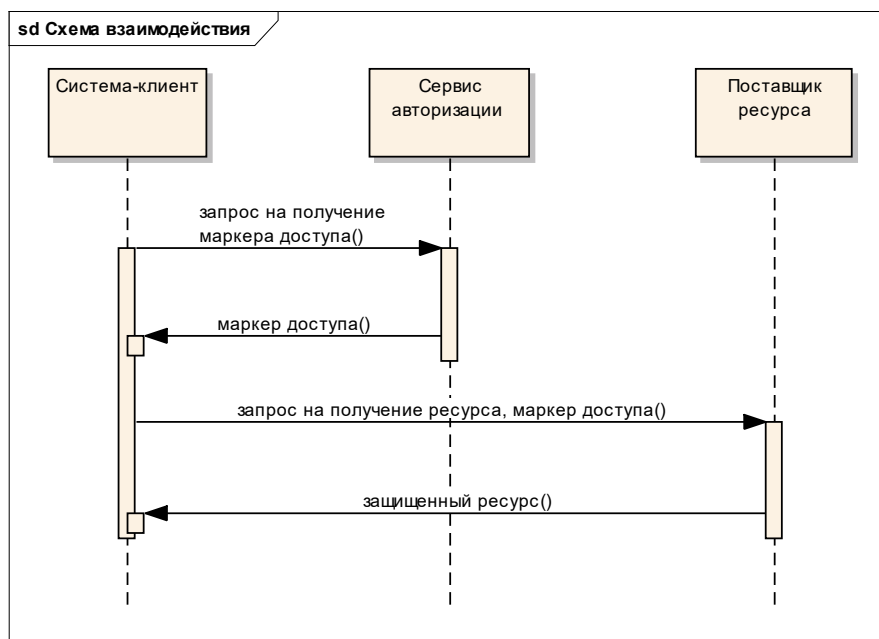 sd Схема взаимодействия
Система-клиент
Сервис
авторизации
Поставщик
ресурса
запрос на получение
маркера доступа()
маркер доступа()
запрос на получение ресурса, маркер доступа()
защищенный ресурс()